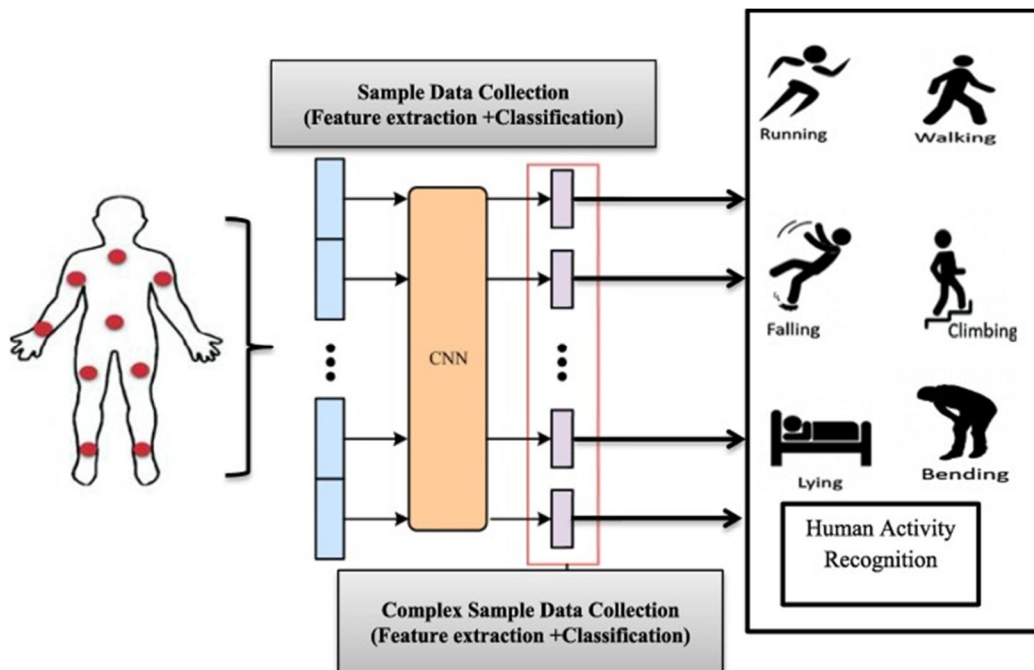 Sample Data Collection
(Feature extraction +Classification)
CNN
Complex Sample Data Collection
(Feature extraction +Classification)
Running
Walking
Falling
Climbing
Lying
Bending
Human Activity
Recognition